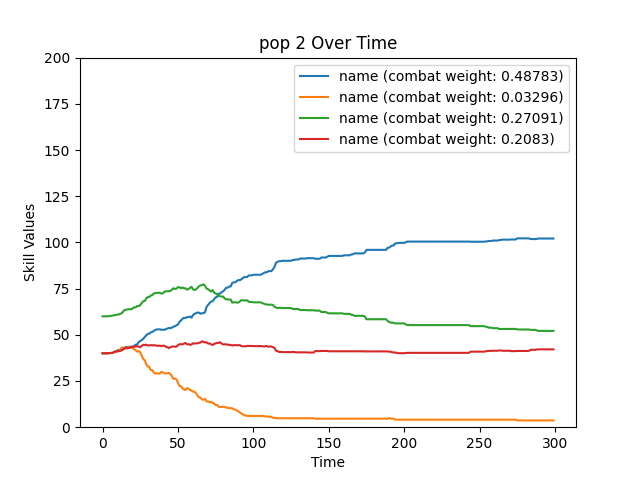 pop 2 Over Time
name (combat weight: 0.48783)
name (combat weight: 0.03296)
name (combat weight: 0.27091)
name (combat weight: 0.2083)
Skill Values
200
175
150
125
100
75
50
25
0
0 50 100 150 200 250 300
Time